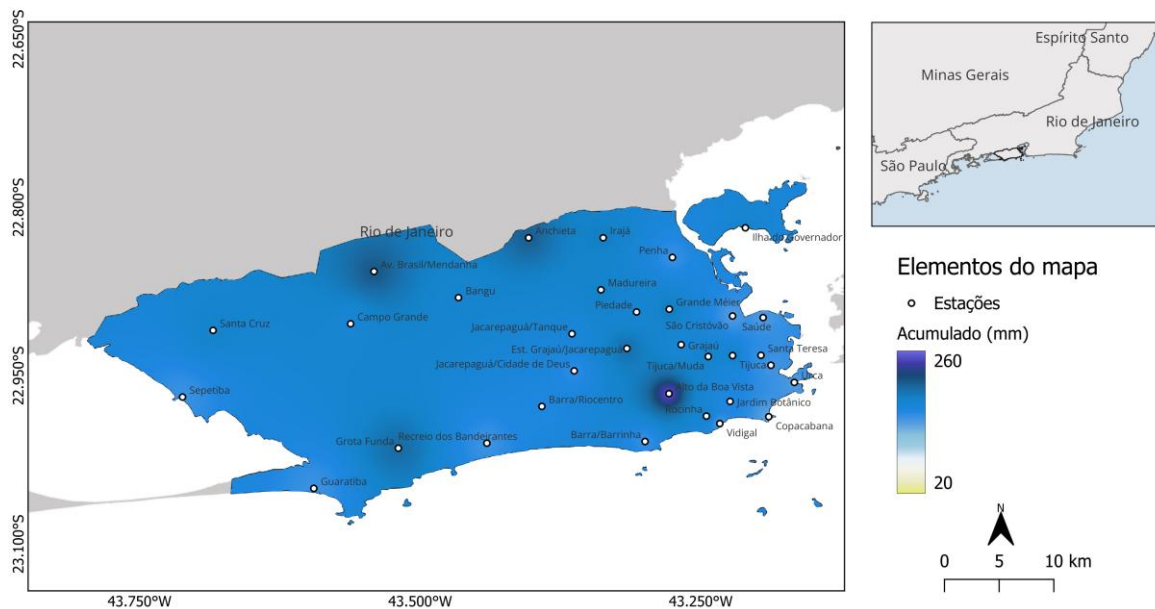 22.650°S
22.800°S
22.950°S
23.100°S
43.750°W
43.500°W
43.250°W
Rio de Janeiro
Anchieta
Irajá
Ilha do Governador
Penha
Av. Brasil/Mendanha
Bangu
Madureira
Piedade
Grande Méier
Santa Cruz
Campo Grande
São Cristóvão
Saúde
Jacarepaguá/Tanque
Est. Grajaú/Jacarepaguá
Grajaú
Santa Teresa
Jacarepaguá/Cidade de Deus
Tijuca/Muda
Tijuca
Urca
Sepetiba
Alto da Boa Vista
Barra/Riocentro
Jardim Botânico
Rocinha
Copacabana
Vidigal
Grota Funda
Recreio dos Bandeirantes
Barra/Barrinha
Guaratiba
Espírito Santo
Minas Gerais
Rio de Janeiro
São Paulo
Elementos do mapa
Estações
Acumulado (mm)
260
20
N
0 5 10 km